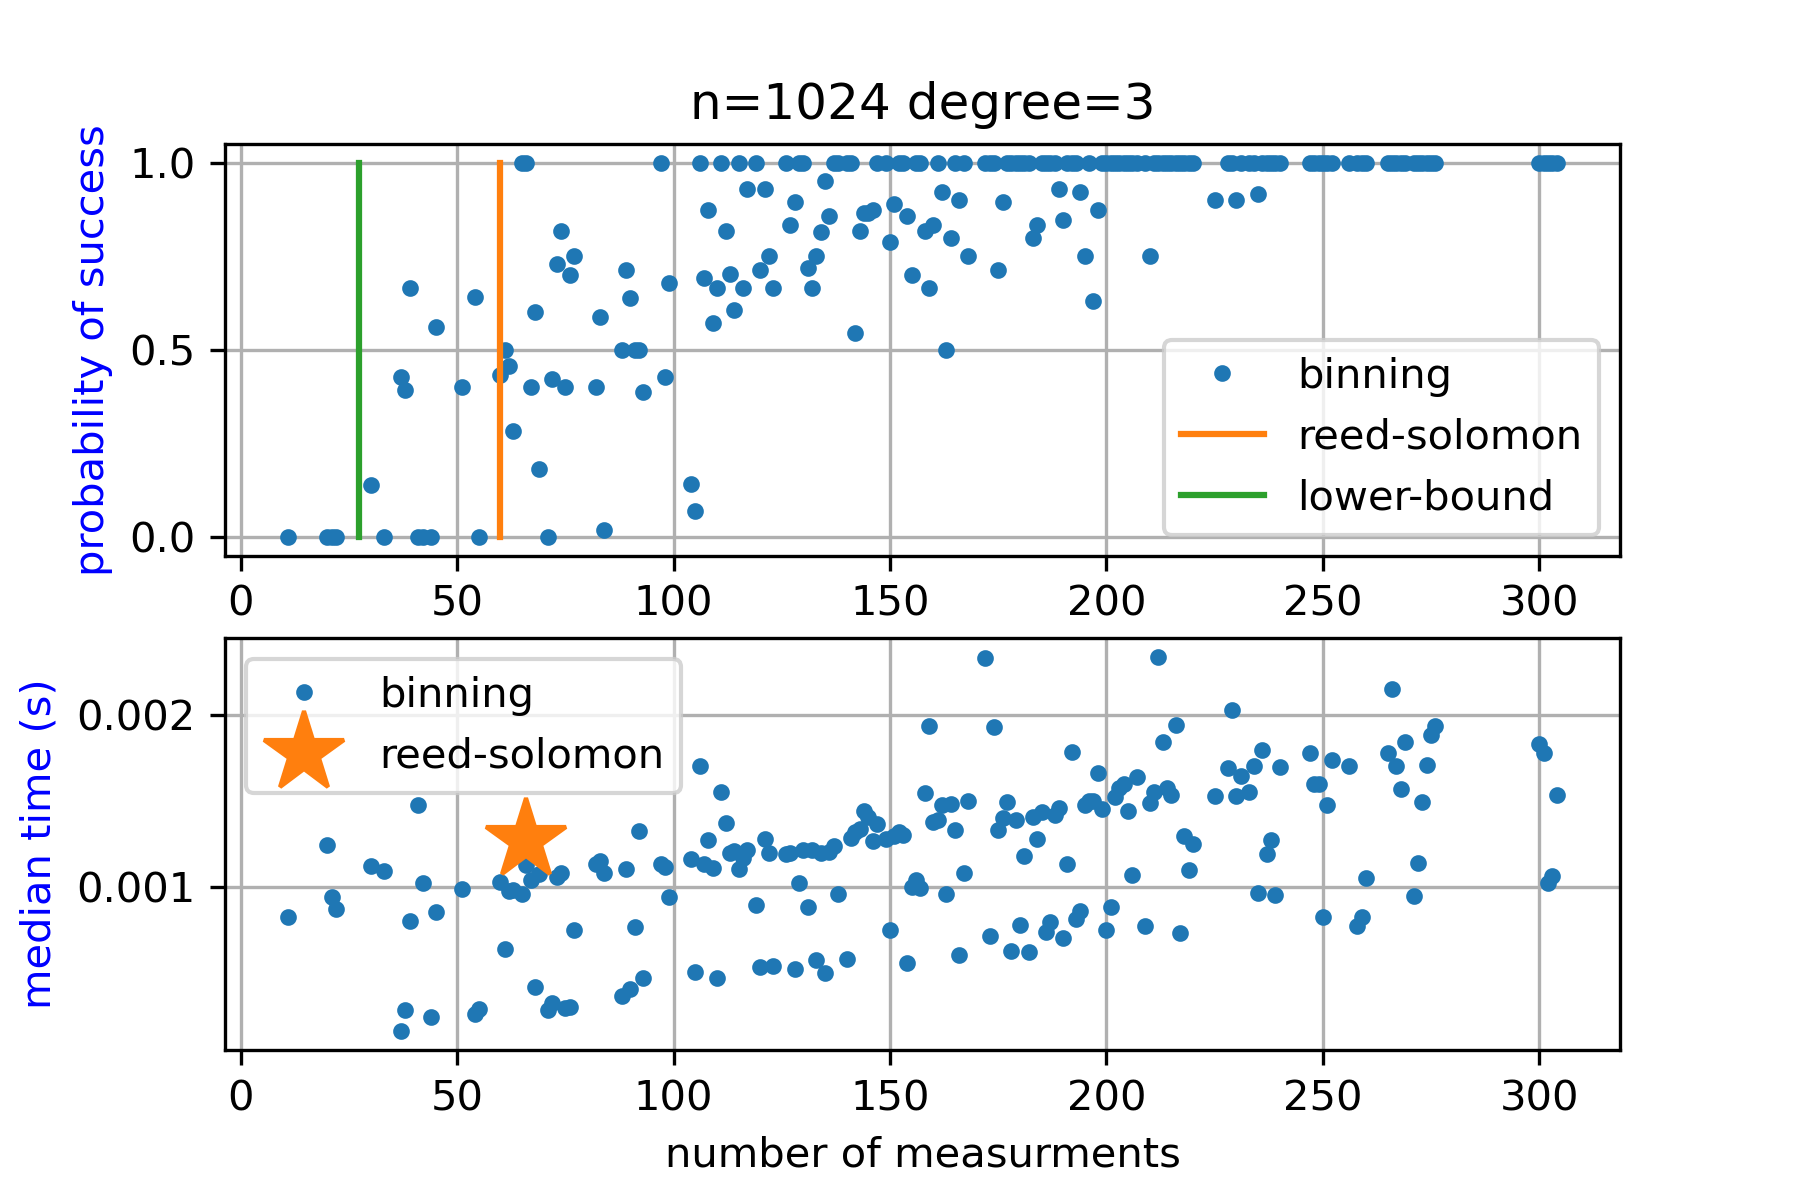 n=1024 degree=3
probability of success
1.0
0.5
0.0
binning
reed-solomon
lower-bound
0 50 100 150 200 250 300
median time (s)
0.002
0.001
binning
reed-solomon
0 50 100 150 200 250 300
number of measurments